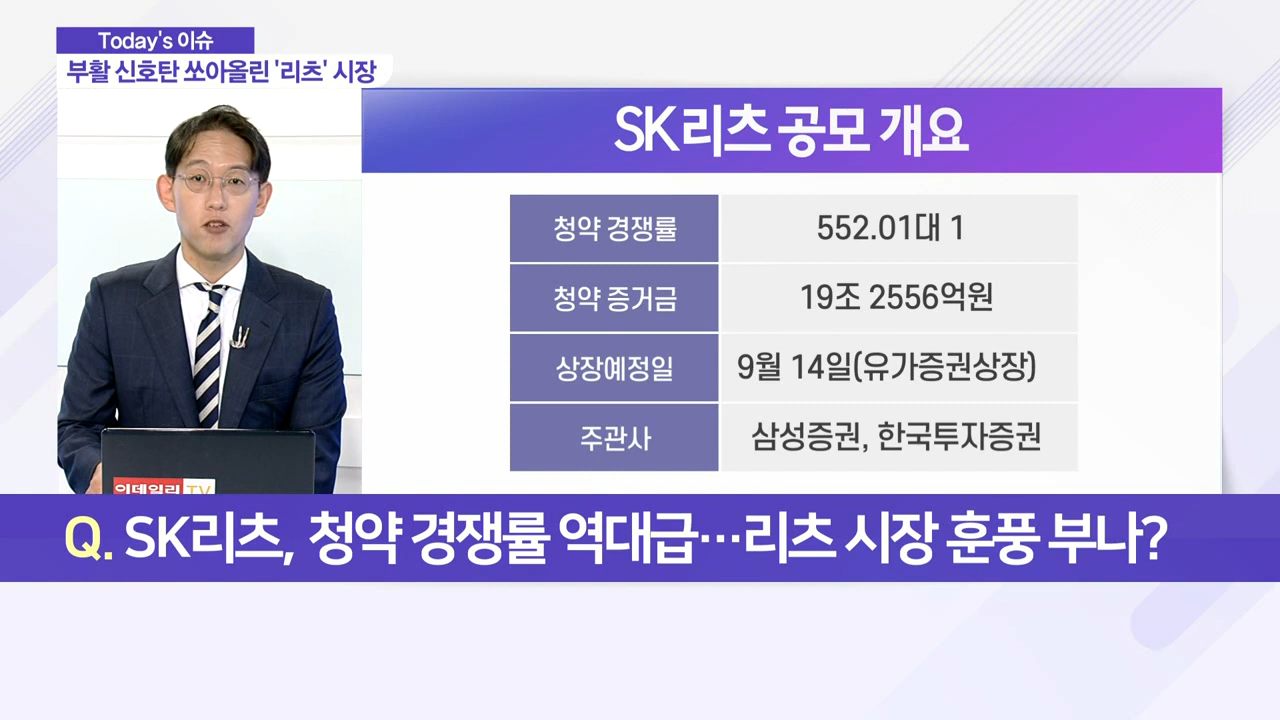 Today's 이슈
부활 신호탄 쏘아올린 '리츠' 시장
SK리츠 공모 개요
청약 경쟁률 552.01대 1
청약 증거금 19조 2556억원
상장예정일 9월 14일(유가증권상장)
주관사 삼성증권, 한국투자증권
이데일리 TV
Q. SK리츠, 청약 경쟁률 역대급…리츠 시장 훈풍 부나?